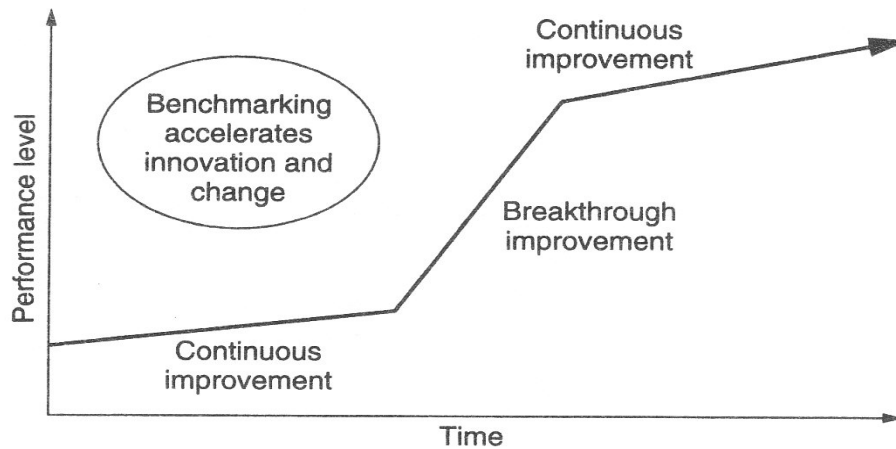 Continuous
improvement
Benchmarking
accelerates
innovation and
change
Breakthrough
improvement
Continuous
improvement
Performance level
Time